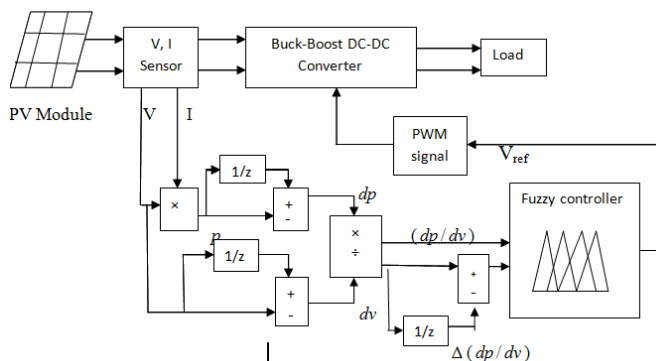 V, I
Sensor
Buck-Boost DC-DC
Converter
Load
PV Module
V
I
PWM
signal
V_ref
1/z
+
-
dp
×
p
×
÷
(dp/dv)
Fuzzy controller
1/z
+
-
dv
+
-
1/z
Δ(dp/dv)